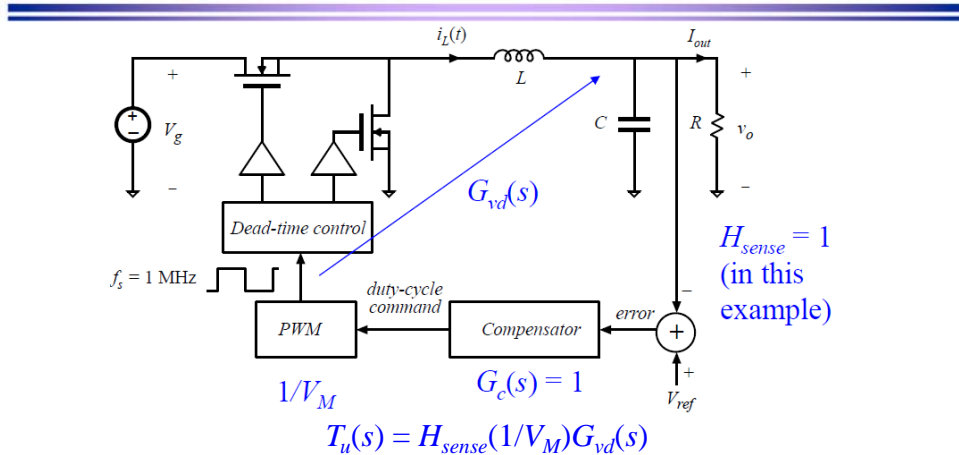 i_L(t)
I_out
+
L
+
+
−
V_g
C
R
v_o
−
−
G_vd(s)
Dead-time control
H_sense = 1
(in this
example)
f_s = 1 MHz
duty-cycle
command
−
error
PWM
Compensator
+
+
V_ref
1/V_M
G_c(s) = 1
T_u(s) = H_sense(1/V_M)G_vd(s)